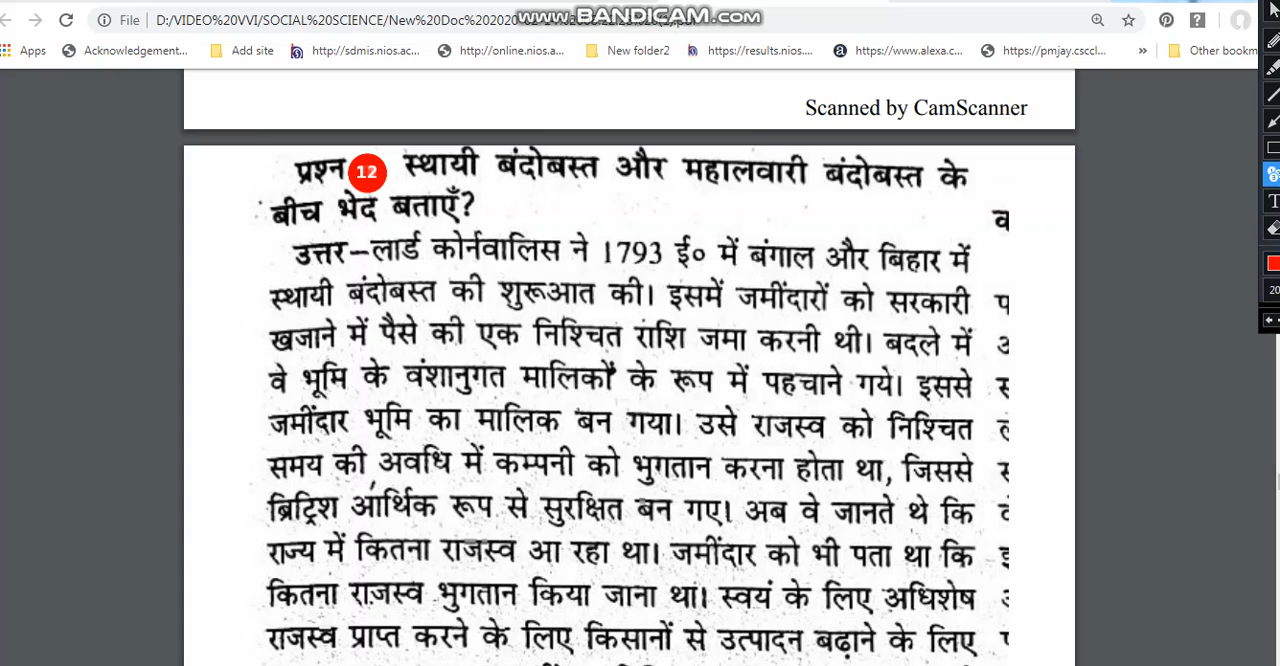 www.BANDICAM.com
File D:/VIDEO%20VVI/SOCIAL%20SCIENCE/New%20Doc%202020
Apps Acknowledgement... Add site http://sdmis.nios.ac... http://online.nios.a... New folder2 https://results.nios.... https://www.alexa.c... https://pmjay.csccl... » Other bookm
Scanned by CamScanner
प्रश्न 12 स्थायी बंदोबस्त और महालवारी बंदोबस्त के
बीच भेद बताएँ?
उत्तर–लार्ड कोर्नवालिस ने 1793 ई० में बंगाल और बिहार में
स्थायी बंदोबस्त की शुरूआत की। इसमें जमींदारों को सरकारी
खजाने में पैसे की एक निश्चित राशि जमा करनी थी। बदले में
वे भूमि के वंशानुगत मालिकों के रूप में पहचाने गये। इससे
जमींदार भूमि का मालिक बन गया। उसे राजस्व को निश्चित
समय की अवधि में कम्पनी को भुगतान करना होता था, जिससे
ब्रिट्रिश आर्थिक रूप से सुरक्षित बन गए। अब वे जानते थे कि
राज्य में कितना राजस्व आ रहा था। जमींदार को भी पता था कि
कितना राजस्व भुगतान किया जाना था। स्वयं के लिए अधिशेष
राजस्व प्राप्त करने के लिए किसानों से उत्पादन बढ़ाने के लिए